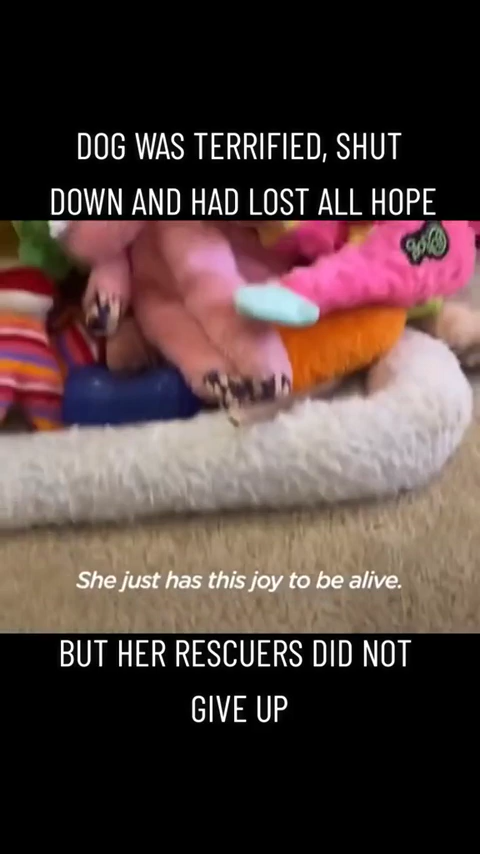 DOG WAS TERRIFIED, SHUT
DOWN AND HAD LOST ALL HOPE
She just has this joy to be alive.
BUT HER RESCUERS DID NOT
GIVE UP